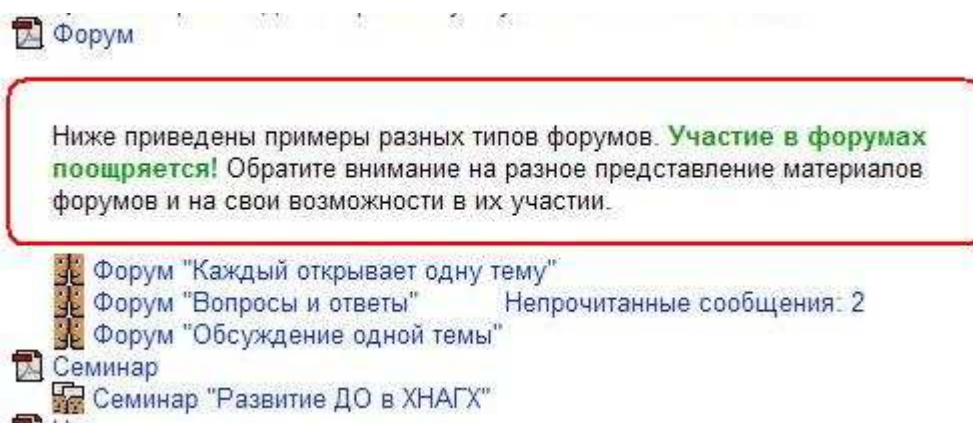 Форум
Ниже приведены примеры разных типов форумов. Участие в форумах
поощряется! Обратите внимание на разное представление материалов
форумов и на свои возможности в их участии.
Форум "Каждый открывает одну тему"
Форум "Вопросы и ответы" Непрочитанные сообщения: 2
Форум "Обсуждение одной темы"
Семинар
Семинар "Развитие ДО в ХНАГХ"